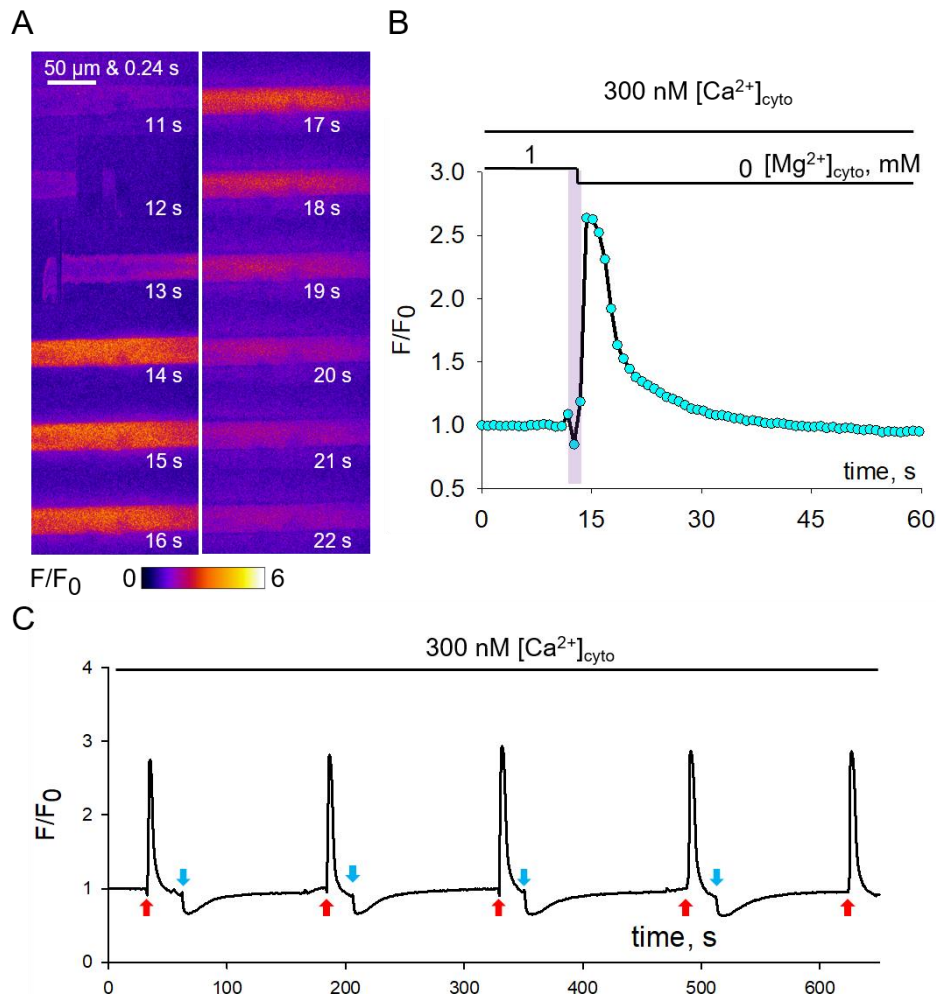 A
50 µm & 0.24 s
11 s
12 s
13 s
14 s
15 s
16 s
17 s
18 s
19 s
20 s
21 s
22 s
F/F₀ 0 6
B
300 nM [Ca²⁺]cyto
1
0 [Mg²⁺]cyto, mM
3.0
2.5
2.0
1.5
1.0
0.5
F/F₀
time, s
0 15 30 45 60
C
300 nM [Ca²⁺]cyto
4
3
2
1
0
F/F₀
time, s
0 100 200 300 400 500 600